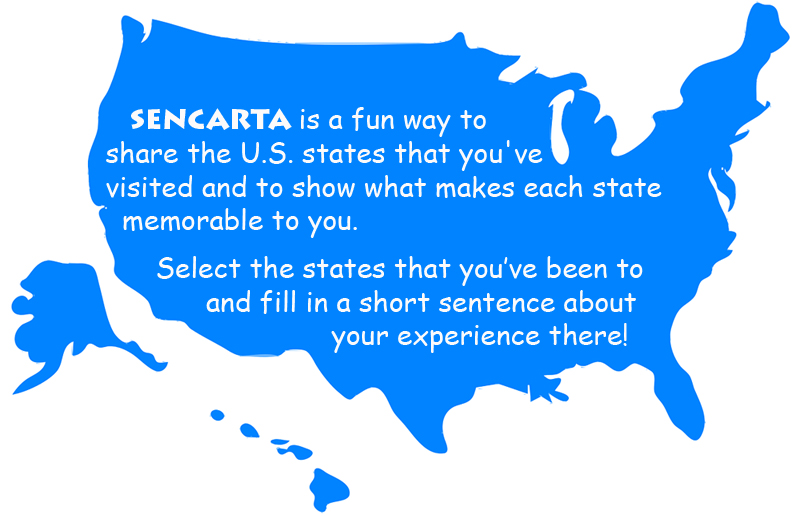 SENCARTA is a fun way to
share the U.S. states that you've
visited and to show what makes each state
memorable to you.
Select the states that you’ve been to
and fill in a short sentence about
your experience there!